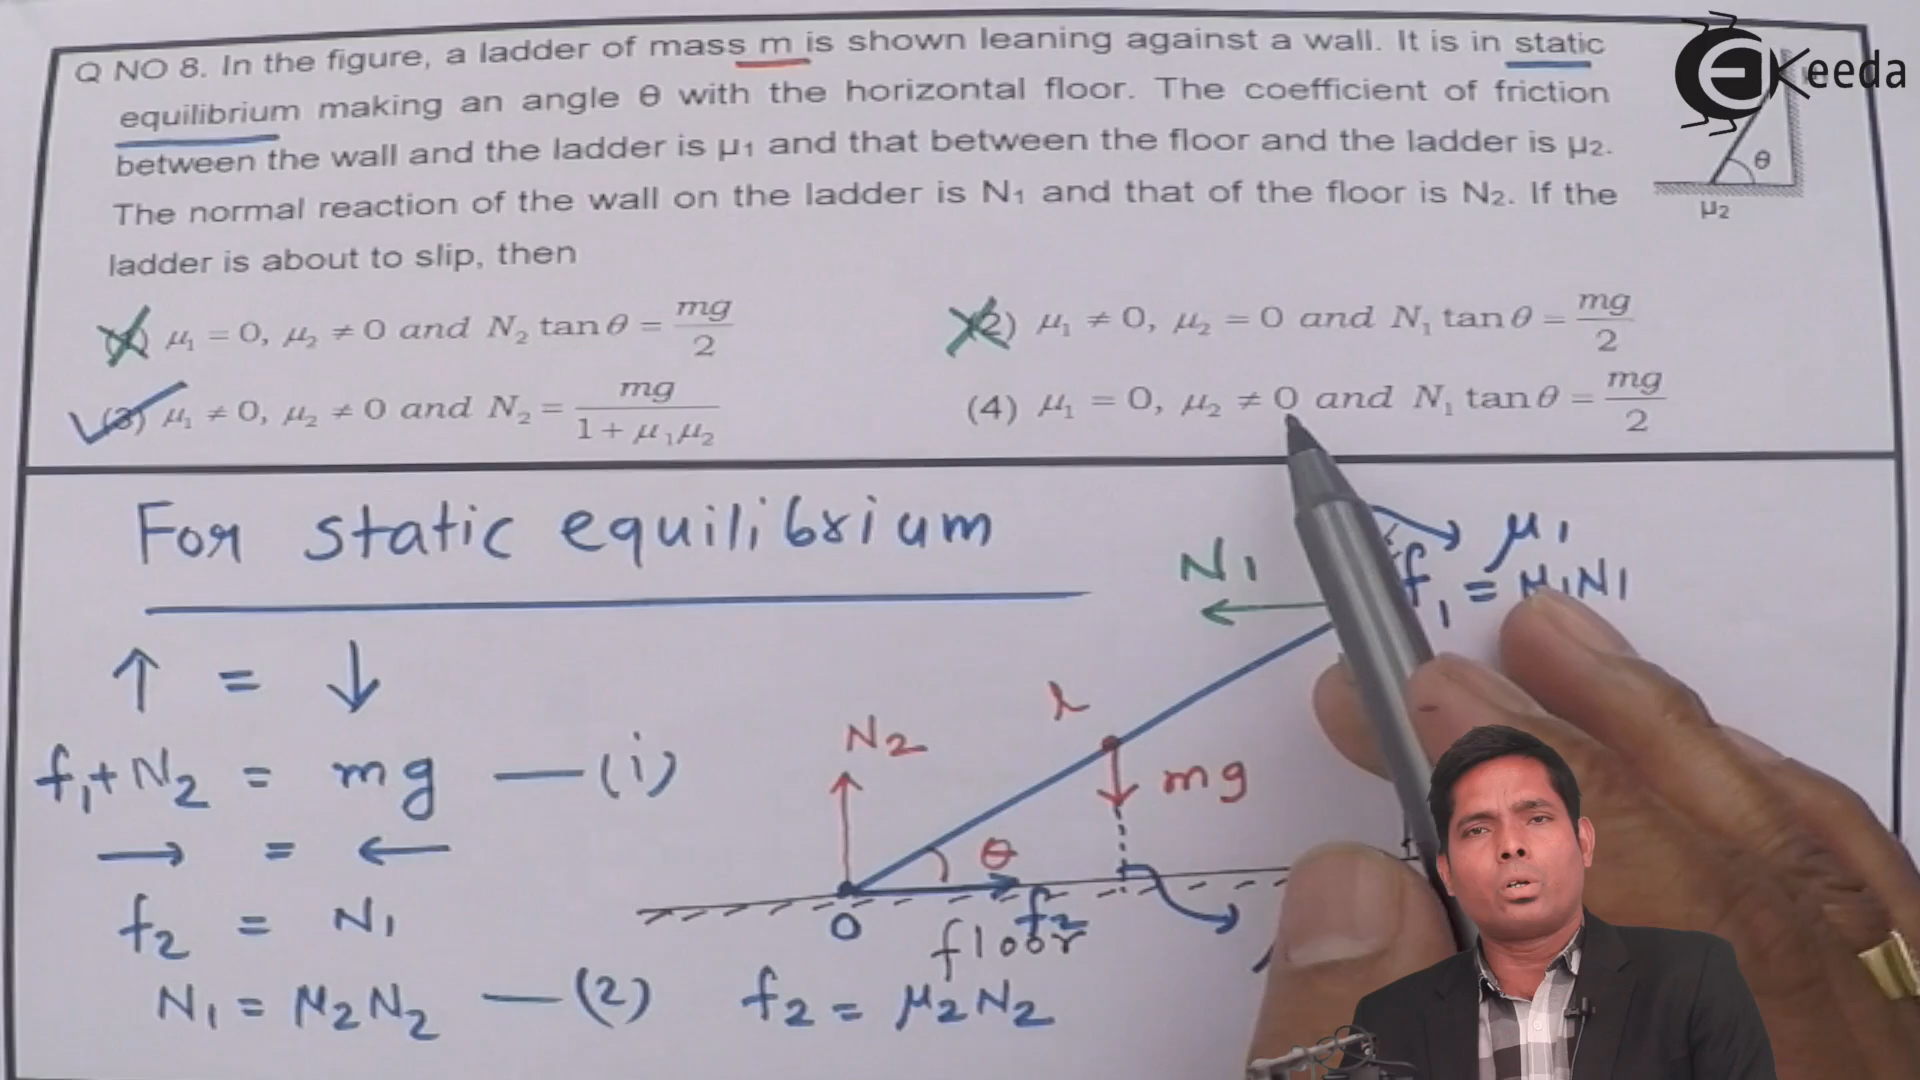 Q NO 8. In the figure, a ladder of mass m is shown leaning against a wall. It is in static
equilibrium making an angle θ with the horizontal floor. The coefficient of friction
between the wall and the ladder is μ1 and that between the floor and the ladder is μ2.
The normal reaction of the wall on the ladder is N1 and that of the floor is N2. If the
ladder is about to slip, then
Keeda
θ
μ2
μ₁ = 0, μ₂ ≠ 0 and N₂ tan θ = mg/2
(2) μ₁ ≠ 0, μ₂ = 0 and N₁ tan θ = mg/2
(3) μ₁ ≠ 0, μ₂ ≠ 0 and N₂ = mg/(1 + μ₁μ₂)
(4) μ₁ = 0, μ₂ ≠ 0 and N₁ tan θ = mg/2
For static equilibrium
↑ = ↓
f₁ + N₂ = mg — (i)
→ = ←
f₂ = N₁
N₁ = μ₂N₂ — (2)
f₂ = μ₂N₂
N₁
μ₁
f₁ = μ₁N₁
l
N₂
mg
θ
O
f₂
floor